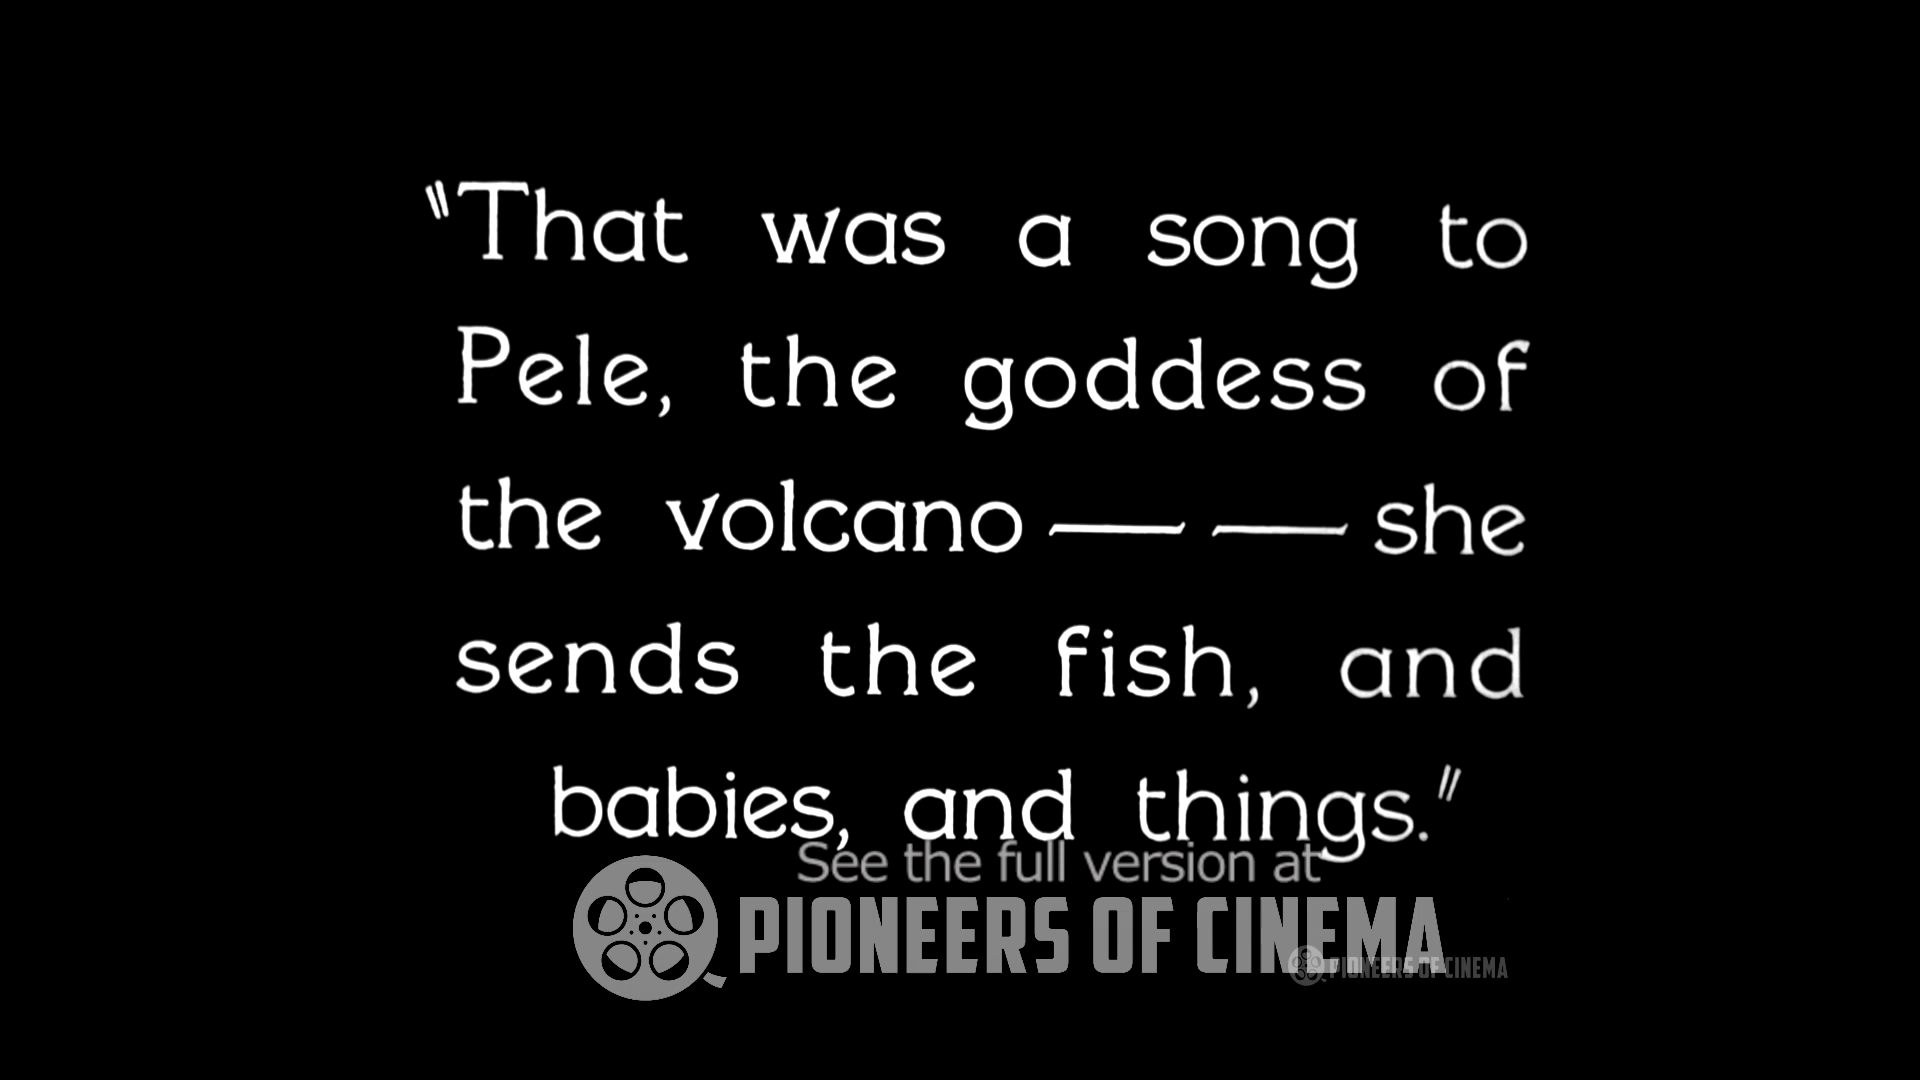 "That was a song to
Pele, the goddess of
the volcano — — she
sends the fish, and
babies, and things."
See the full version at
PIONEERS OF CINEMA
PIONEERS OF CINEMA